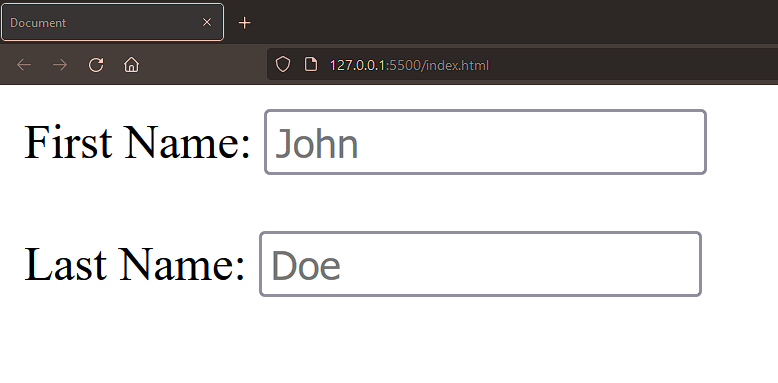 Document
127.0.0.1:5500/index.html
First Name: John
Last Name: Doe